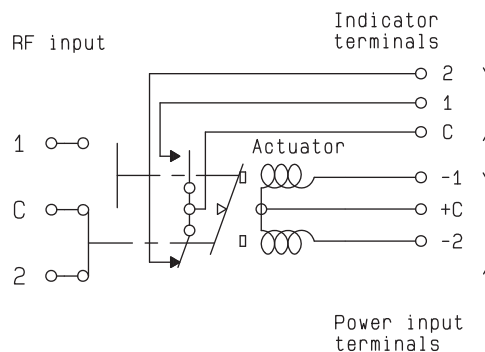 Indicator
terminals
RF input
2
1
C
Actuator
1
-1
C
+C
-2
2
Power input
terminals